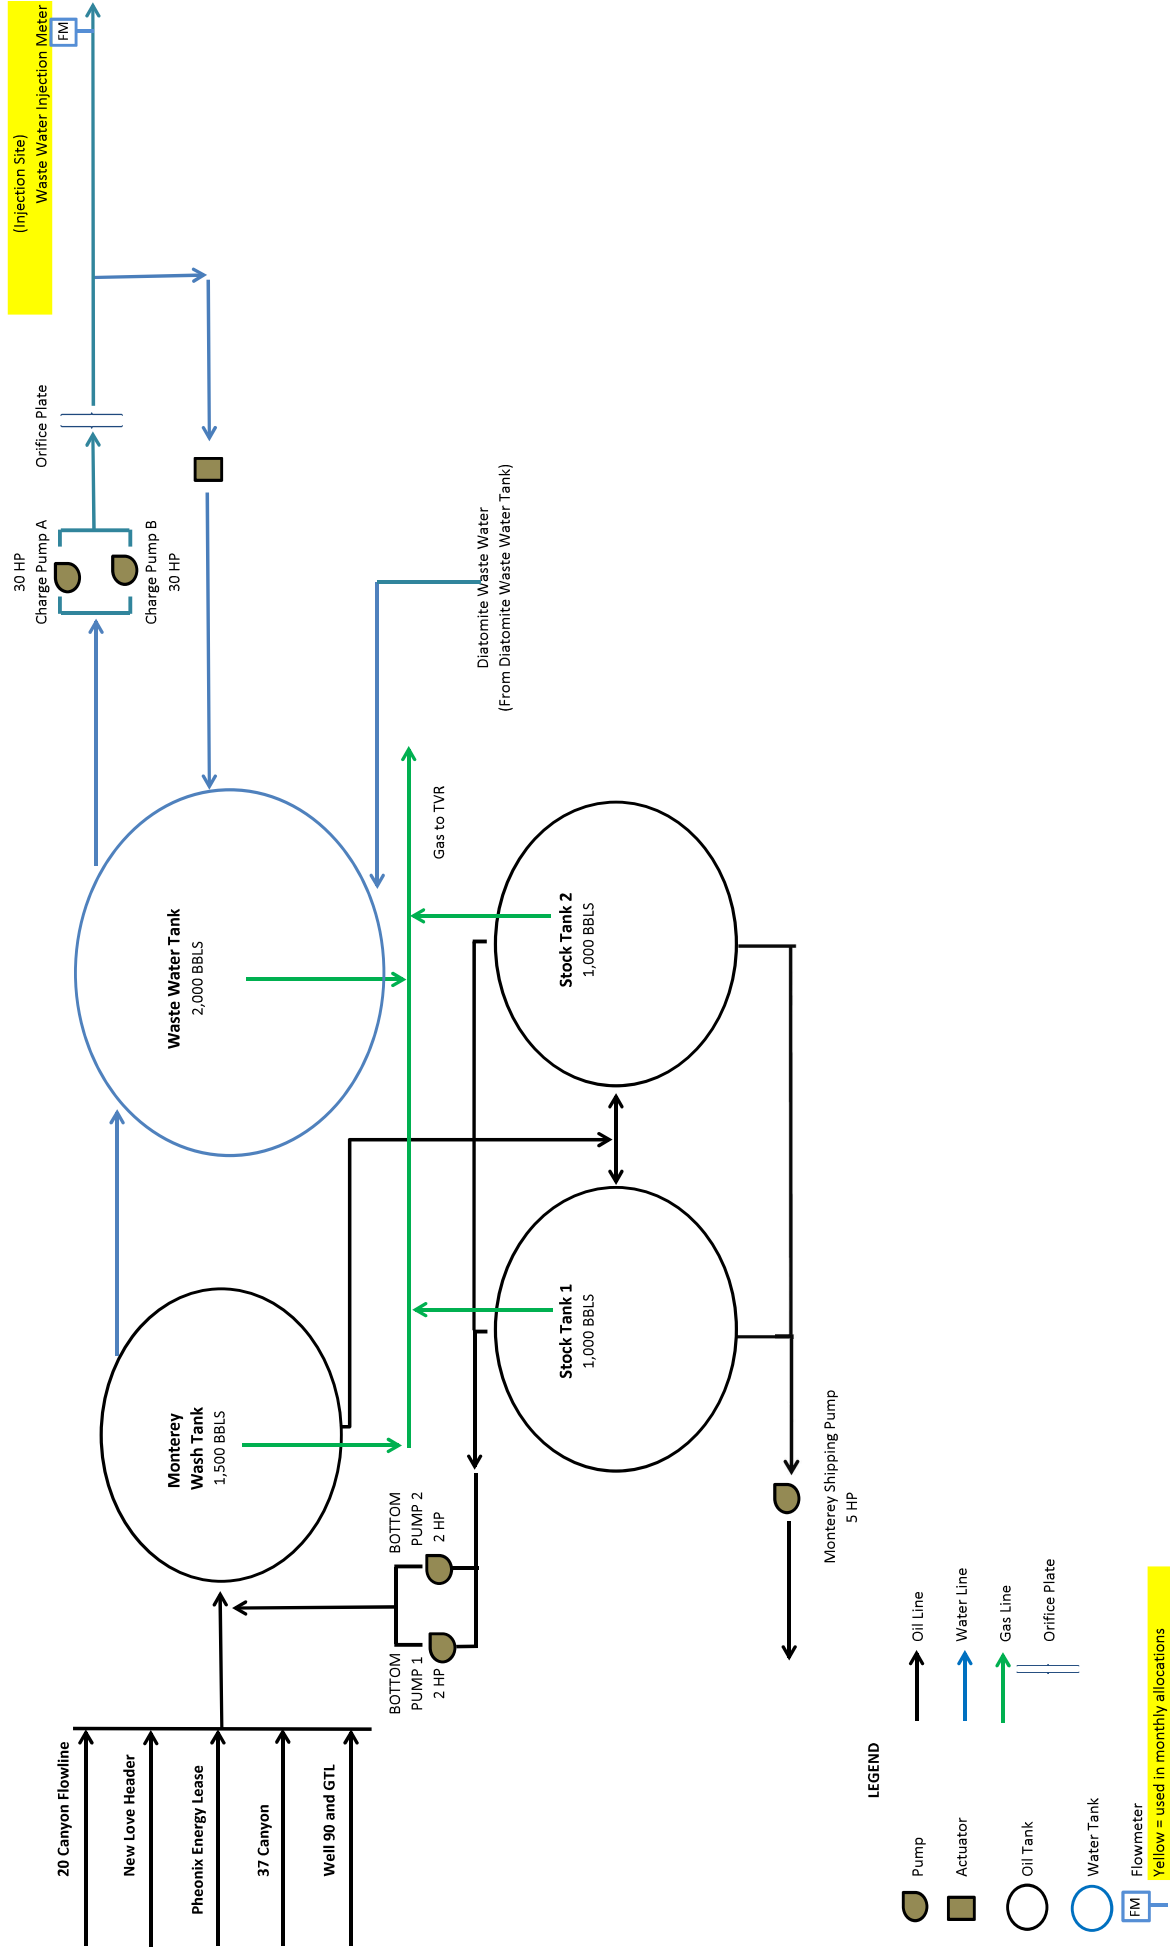 20 Canyon Flowline
New Love Header
Pheonix Energy Lease
37 Canyon
Well 90 and GTL
Monterey
Wash Tank
1,500 BBLS
Waste Water Tank
2,000 BBLS
30 HP
Charge Pump A
Charge Pump B
30 HP
Orifice Plate
(Injection Site)
Waste Water Injection Meter
FM
Diatomite Waste Water
(From Diatomite Waste Water Tank)
Gas to TVR
BOTTOM
PUMP 1
2 HP
BOTTOM
PUMP 2
2 HP
Stock Tank 1
1,000 BBLS
Stock Tank 2
1,000 BBLS
Monterey Shipping Pump
5 HP
LEGEND
Pump
Oil Line
Actuator
Water Line
Oil Tank
Gas Line
Water Tank
Orifice Plate
FM
Flowmeter
Yellow = used in monthly allocations